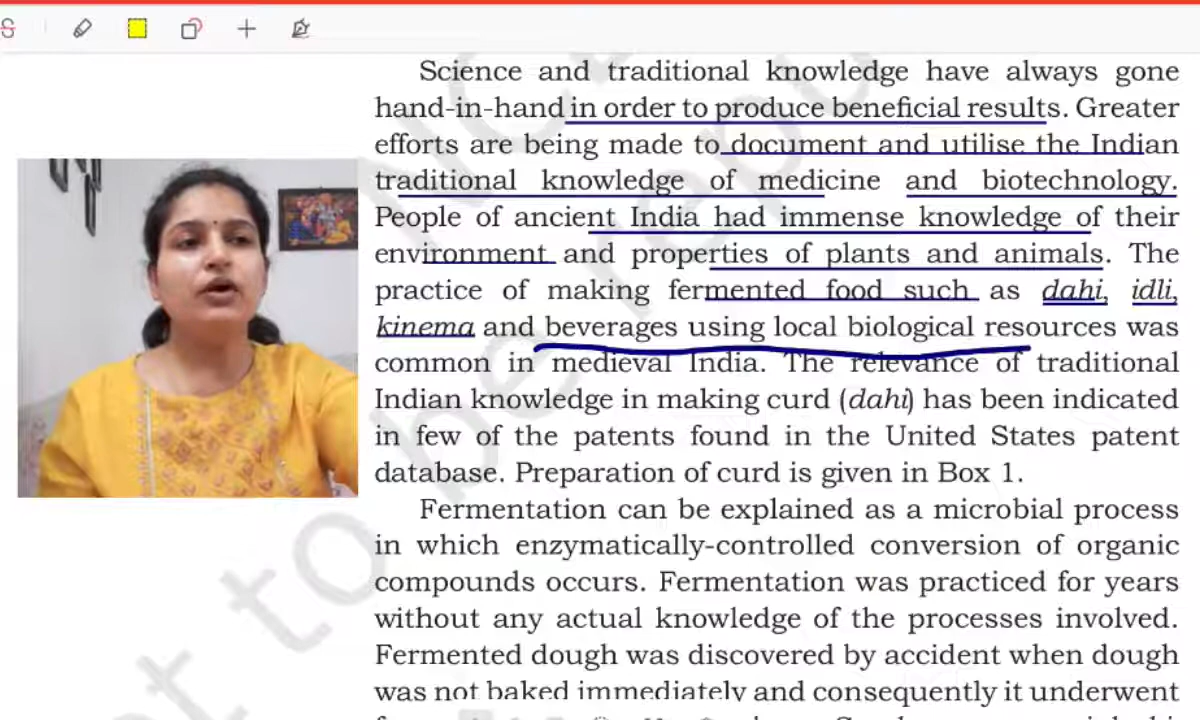 Science and traditional knowledge have always gone
hand-in-hand in order to produce beneficial results. Greater
efforts are being made to document and utilise the Indian
traditional knowledge of medicine and biotechnology.
People of ancient India had immense knowledge of their
environment and properties of plants and animals. The
practice of making fermented food such as dahi, idli,
kinema and beverages using local biological resources was
common in medieval India. The relevance of traditional
Indian knowledge in making curd (dahi) has been indicated
in few of the patents found in the United States patent
database. Preparation of curd is given in Box 1.
Fermentation can be explained as a microbial process
in which enzymatically-controlled conversion of organic
compounds occurs. Fermentation was practiced for years
without any actual knowledge of the processes involved.
Fermented dough was discovered by accident when dough
was not baked immediately and consequently it underwent